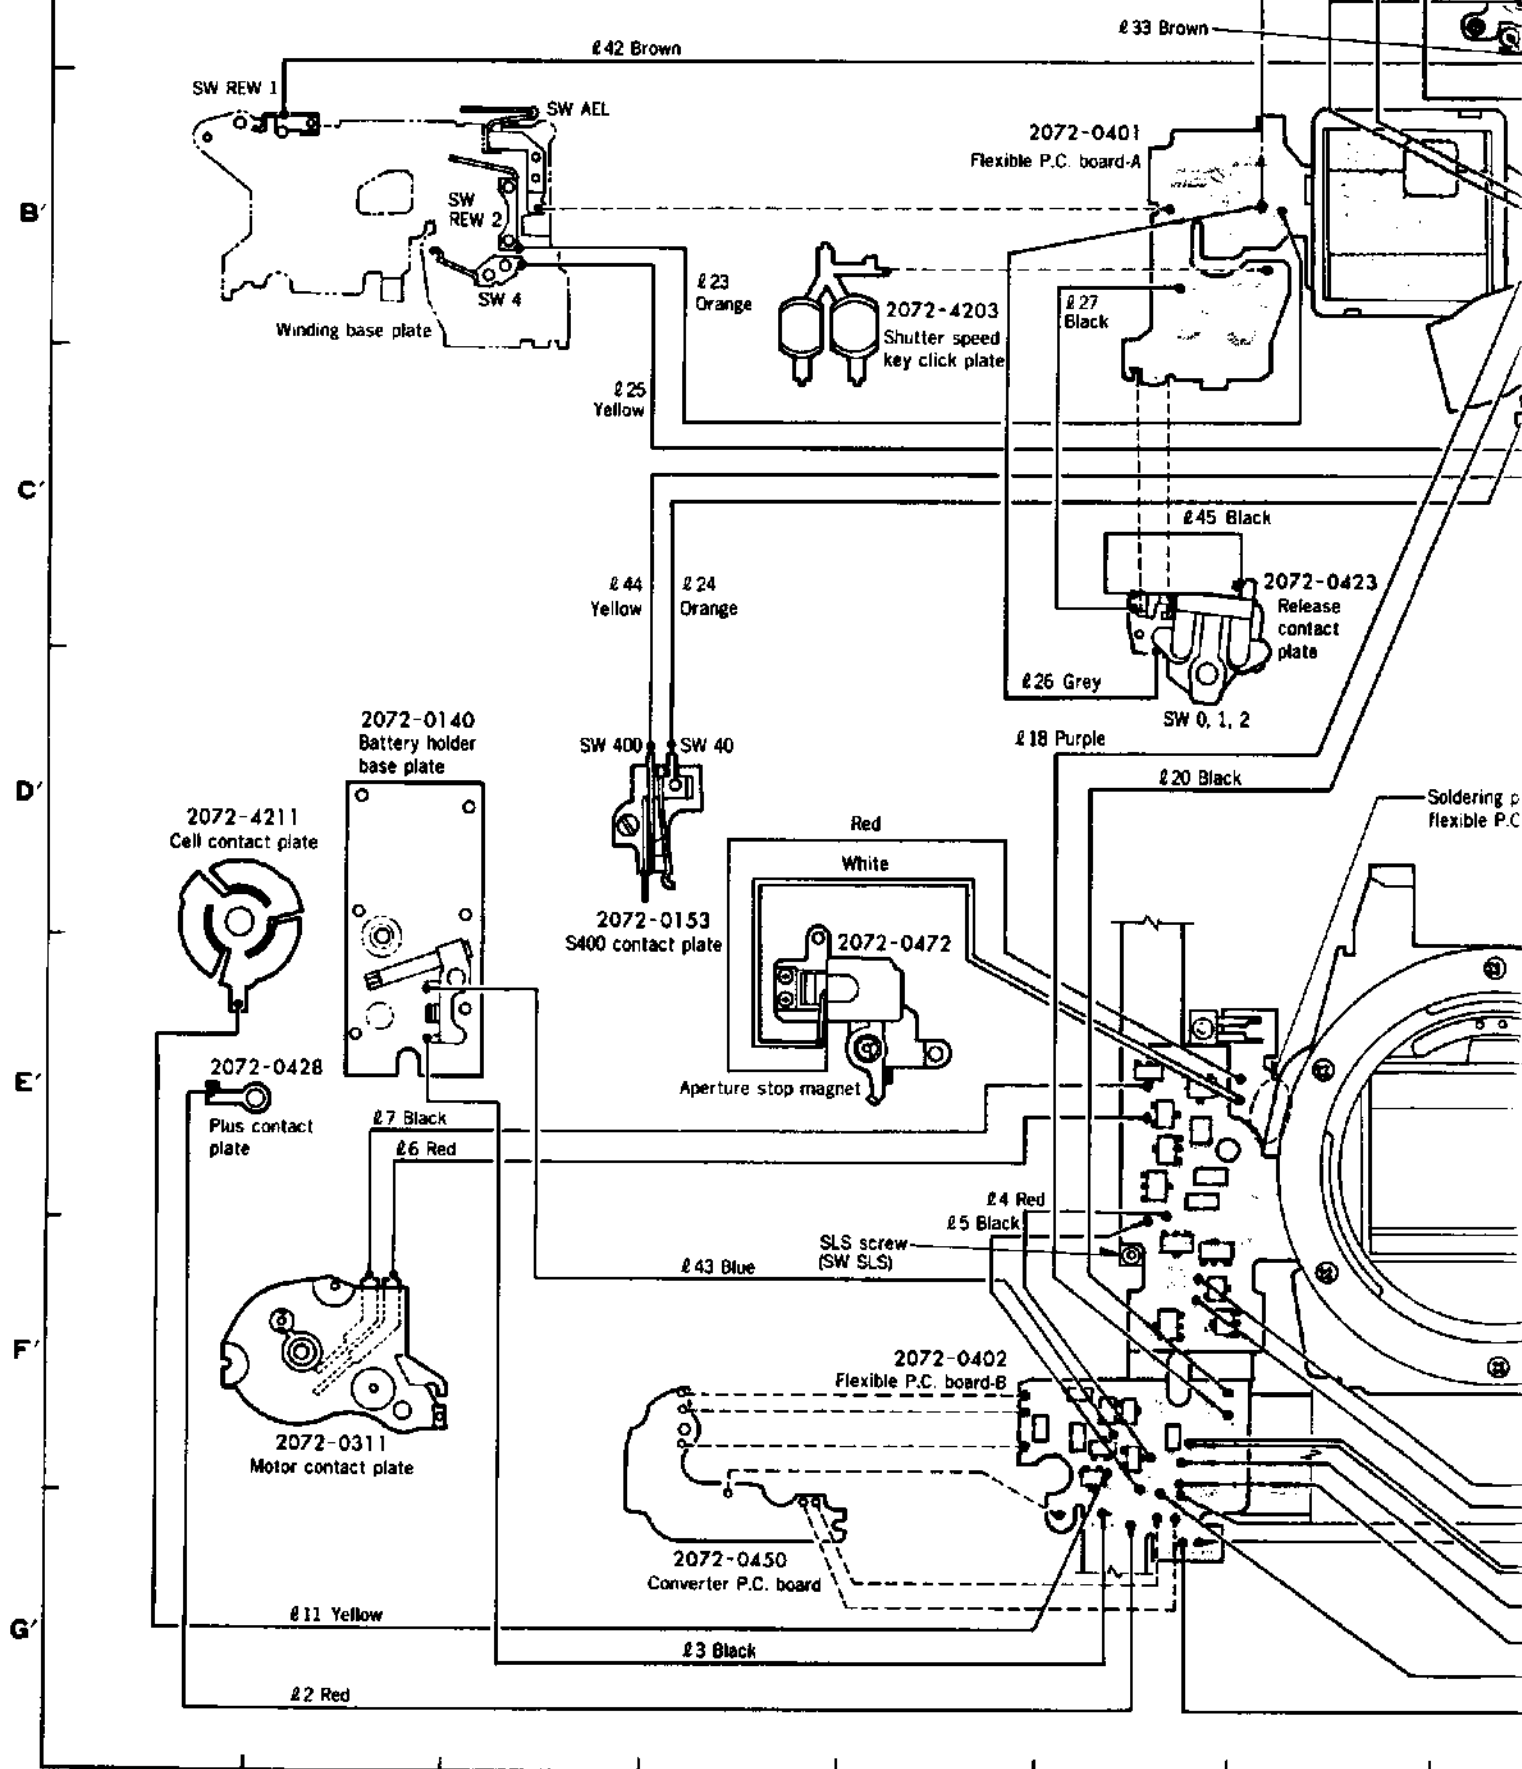 ℓ33 Brown
ℓ42 Brown
SW REW 1
SW AEL
2072-0401
Flexible P.C. board-A
B′
SW
REW 2
SW 4
Winding base plate
ℓ23
Orange
2072-4203
Shutter speed
key click plate
ℓ27
Black
ℓ25
Yellow
C′
ℓ45 Black
ℓ44
Yellow
ℓ24
Orange
2072-0423
Release
contact
plate
ℓ26 Grey
SW 0, 1, 2
2072-0140
Battery holder
base plate
SW 400
SW 40
ℓ18 Purple
ℓ20 Black
D′
Soldering p
flexible P.C
2072-4211
Cell contact plate
Red
White
2072-0153
S400 contact plate
2072-0472
Aperture stop magnet
E′
2072-0428
Plus contact
plate
ℓ7 Black
ℓ6 Red
ℓ4 Red
ℓ5 Black
SLS screw
(SW SLS)
ℓ43 Blue
F′
2072-0402
Flexible P.C. board-B
2072-0311
Motor contact plate
2072-0450
Converter P.C. board
ℓ11 Yellow
G′
ℓ3 Black
ℓ2 Red